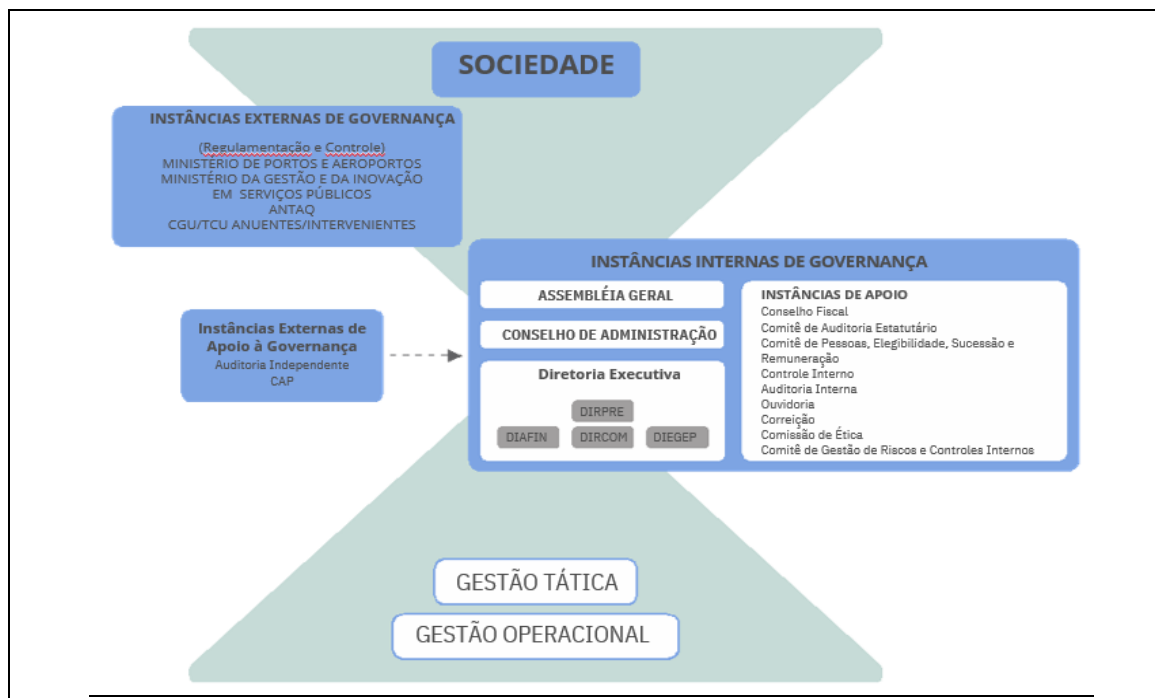 SOCIEDADE
INSTÂNCIAS EXTERNAS DE GOVERNANÇA
(Regulamentação e Controle)
MINISTÉRIO DE PORTOS E AEROPORTOS
MINISTÉRIO DA GESTÃO E DA INOVAÇÃO
EM SERVIÇOS PÚBLICOS
ANTAQ
CGU/TCU ANUENTES/INTERVENIENTES
INSTÂNCIAS INTERNAS DE GOVERNANÇA
ASSEMBLÉIA GERAL
CONSELHO DE ADMINISTRAÇÃO
Diretoria Executiva
DIRPRE
DIAFIN
DIRCOM
DIEGEP
INSTÂNCIAS DE APOIO
Conselho Fiscal
Comitê de Auditoria Estatutário
Comitê de Pessoas, Elegibilidade, Sucessão e
Remuneração
Controle Interno
Auditoria Interna
Ouvidoria
Correição
Comissão de Ética
Comitê de Gestão de Riscos e Controles Internos
Instâncias Externas de
Apoio à Governança
Auditoria Independente
CAP
GESTÃO TÁTICA
GESTÃO OPERACIONAL